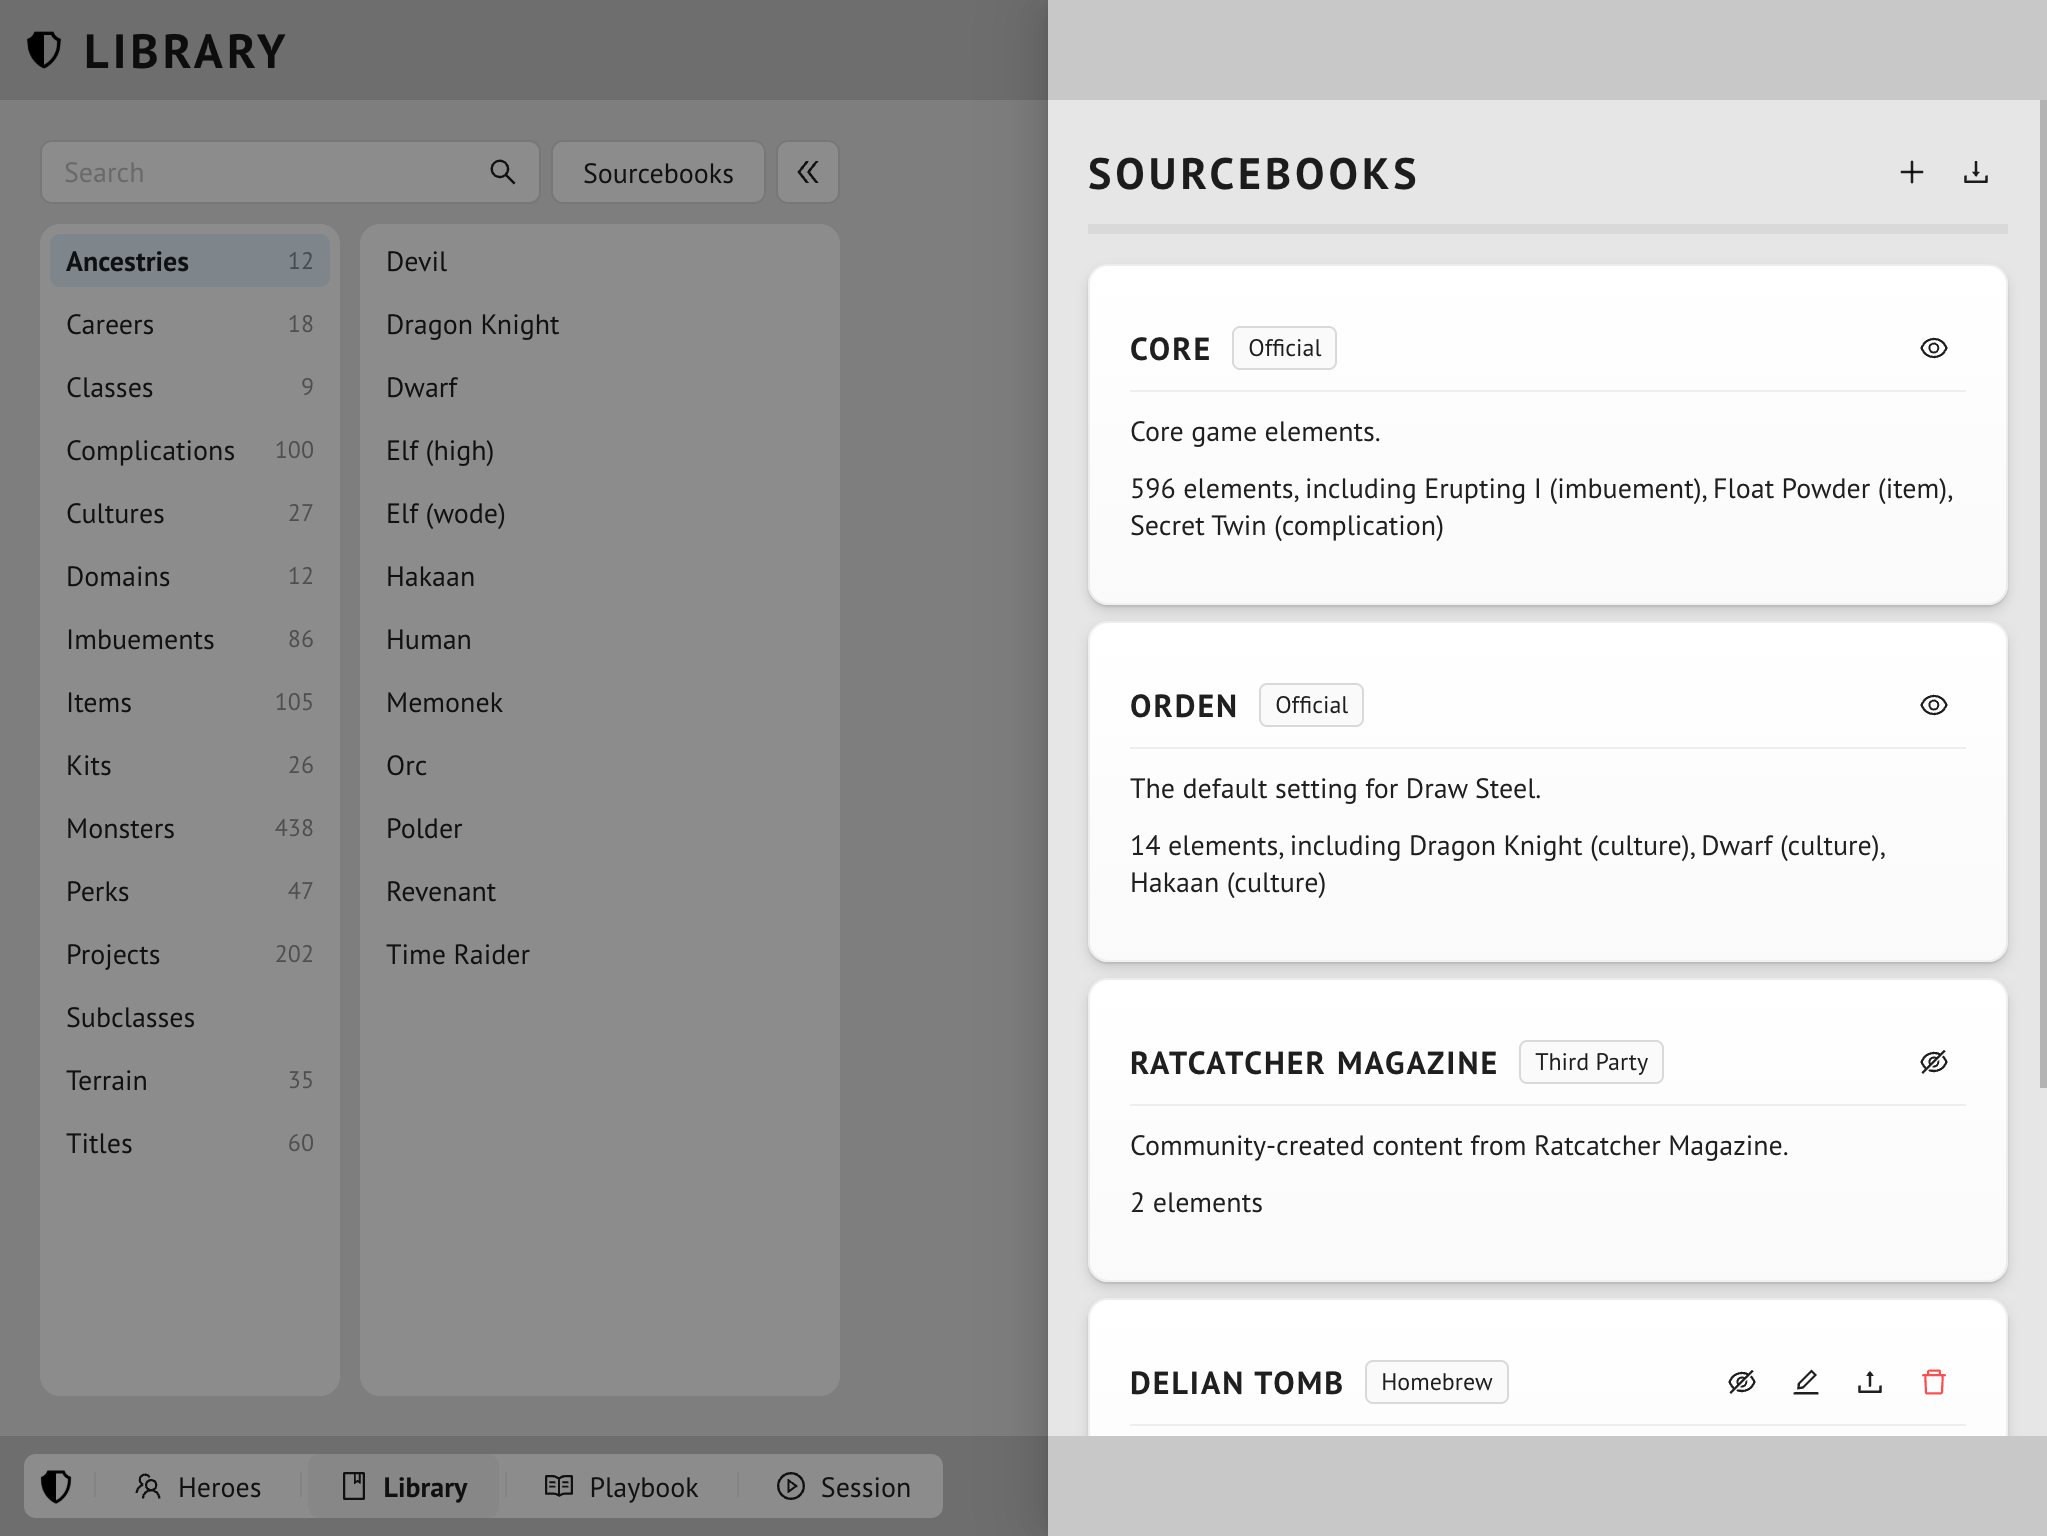 LIBRARY
Search
Sourcebooks
Ancestries 12
Careers 18
Classes 9
Complications 100
Cultures 27
Domains 12
Imbuements 86
Items 105
Kits 26
Monsters 438
Perks 47
Projects 202
Subclasses
Terrain 35
Titles 60
Devil
Dragon Knight
Dwarf
Elf (high)
Elf (wode)
Hakaan
Human
Memonek
Orc
Polder
Revenant
Time Raider
SOURCEBOOKS
CORE Official
Core game elements.
596 elements, including Erupting I (imbuement), Float Powder (item),
Secret Twin (complication)
ORDEN Official
The default setting for Draw Steel.
14 elements, including Dragon Knight (culture), Dwarf (culture),
Hakaan (culture)
RATCATCHER MAGAZINE Third Party
Community-created content from Ratcatcher Magazine.
2 elements
DELIAN TOMB Homebrew
Heroes
Library
Playbook
Session